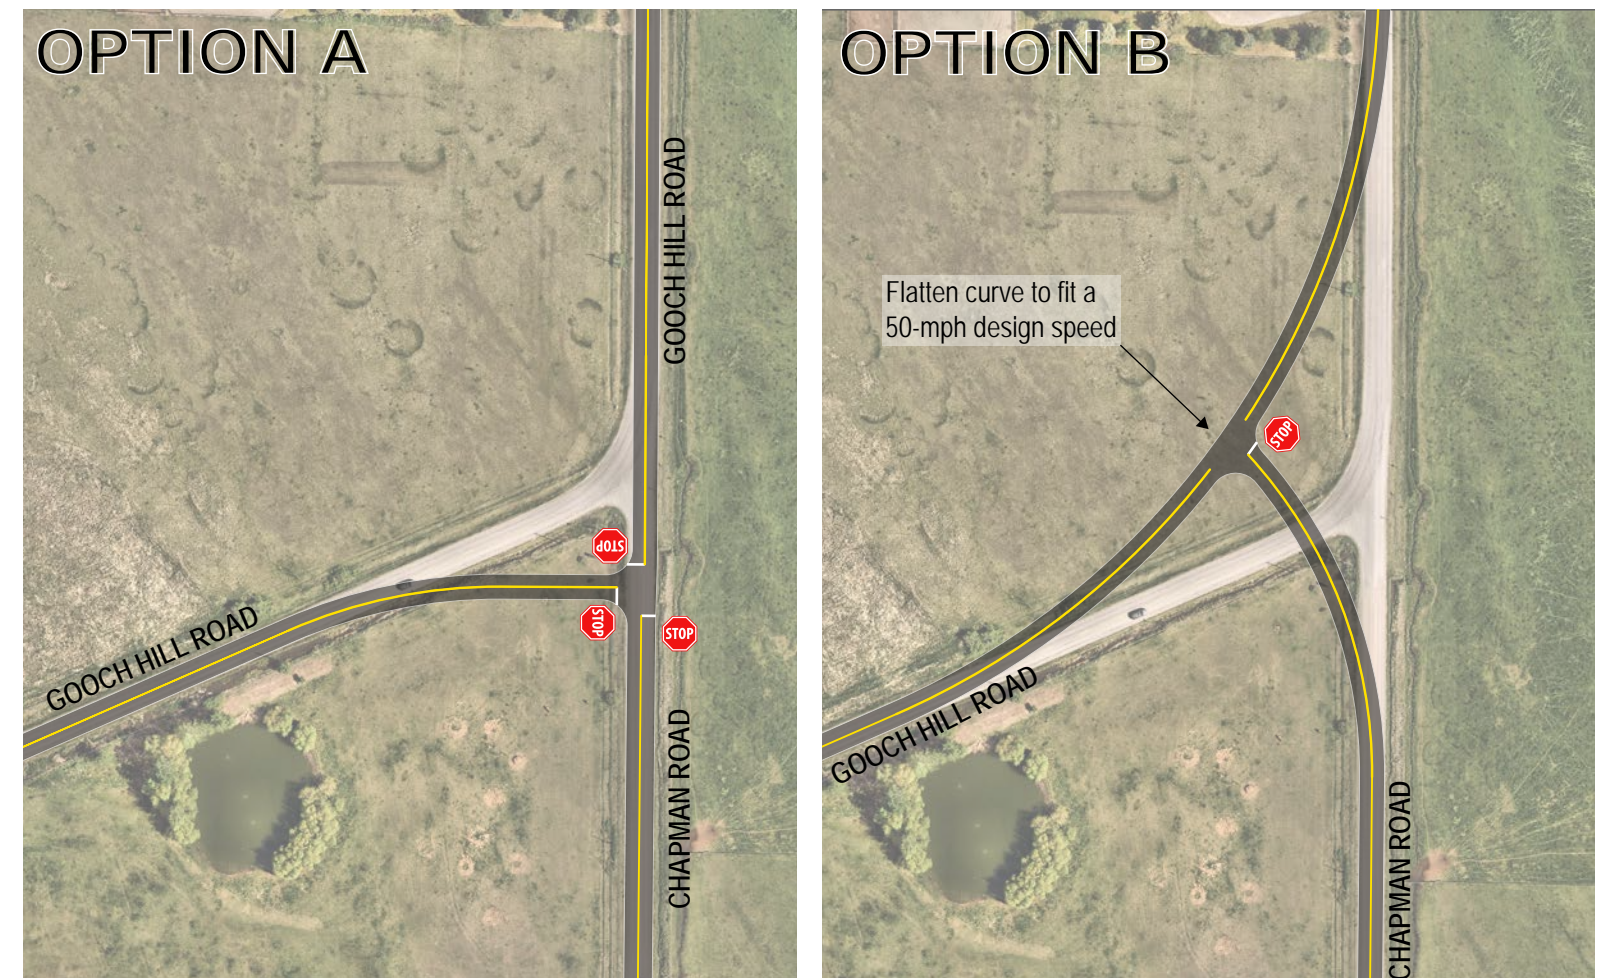 OPTION A
GOOCH HILL ROAD
STOP
STOP
STOP
GOOCH HILL ROAD
CHAPMAN ROAD
OPTION B
Flatten curve to fit a
50-mph design speed
STOP
GOOCH HILL ROAD
CHAPMAN ROAD